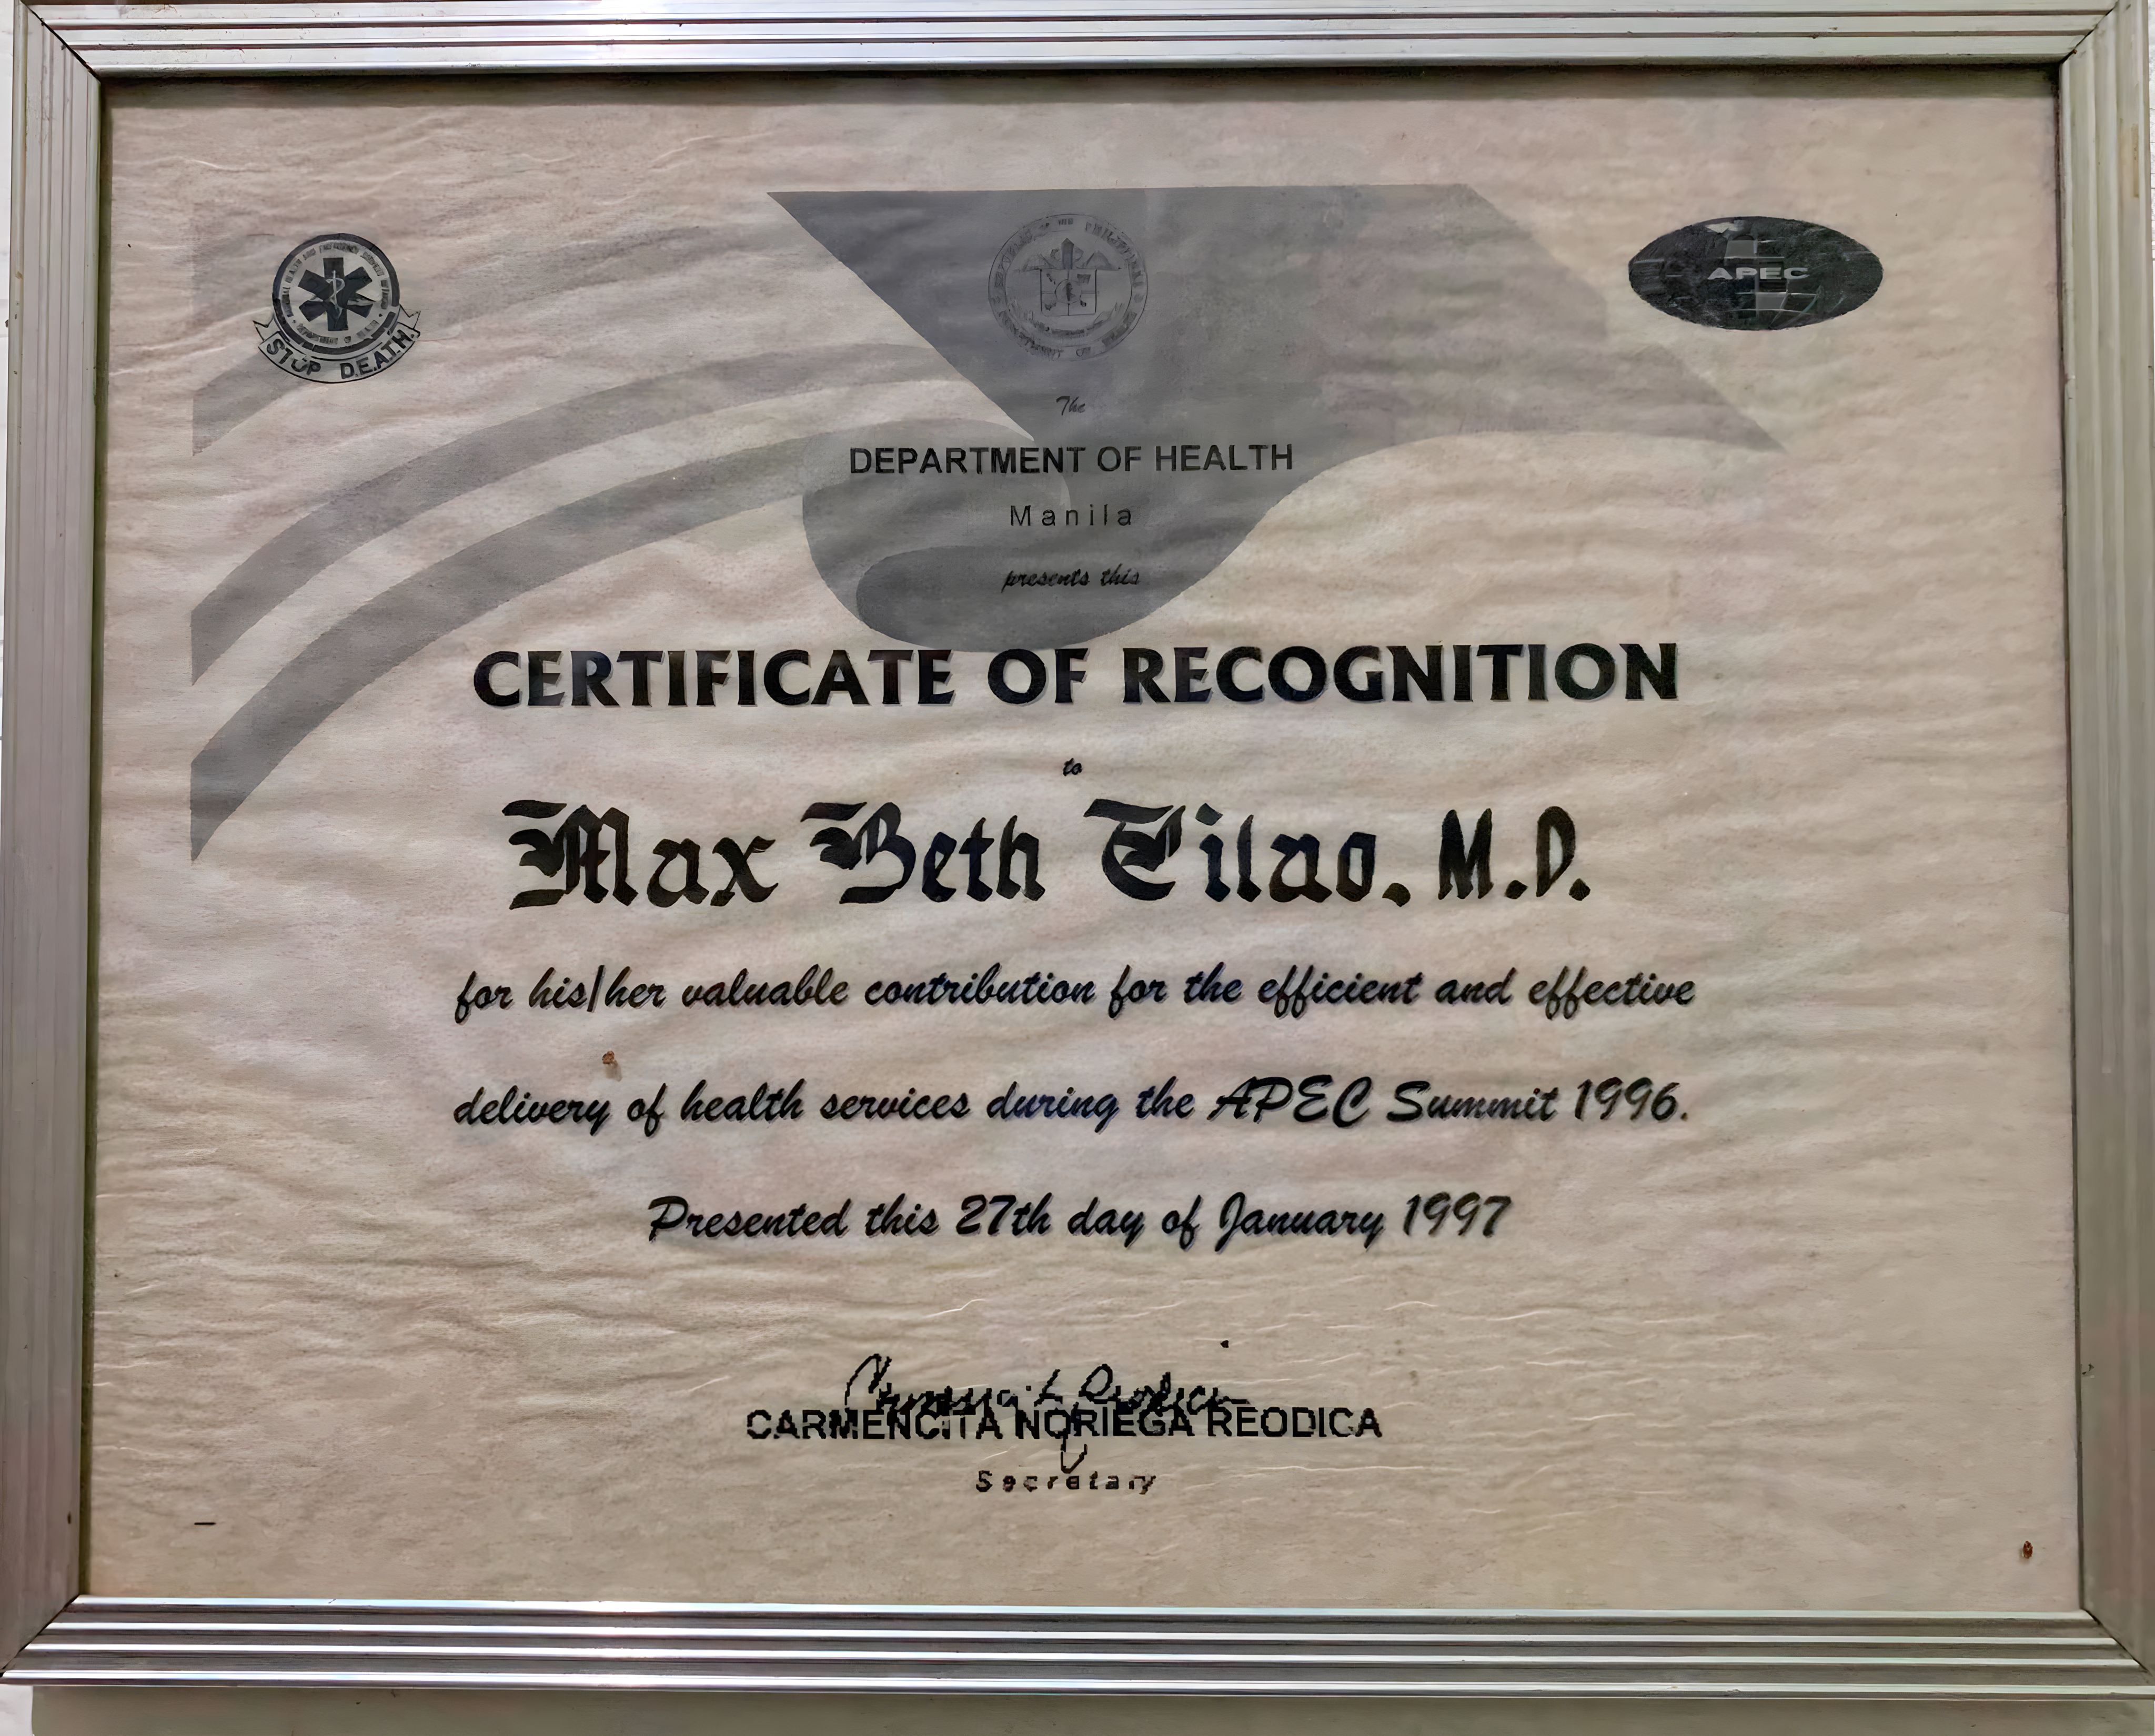 STOP D.E.A.T.H.
APEC
The
DEPARTMENT OF HEALTH
Manila
presents this
CERTIFICATE OF RECOGNITION
to
Max Beth Tilao, M.D.
for his/her valuable contribution for the efficient and effective
delivery of health services during the APEC Summit 1996.
Presented this 27th day of January 1997
CARMENCITA NORIEGA REODICA
Secretary